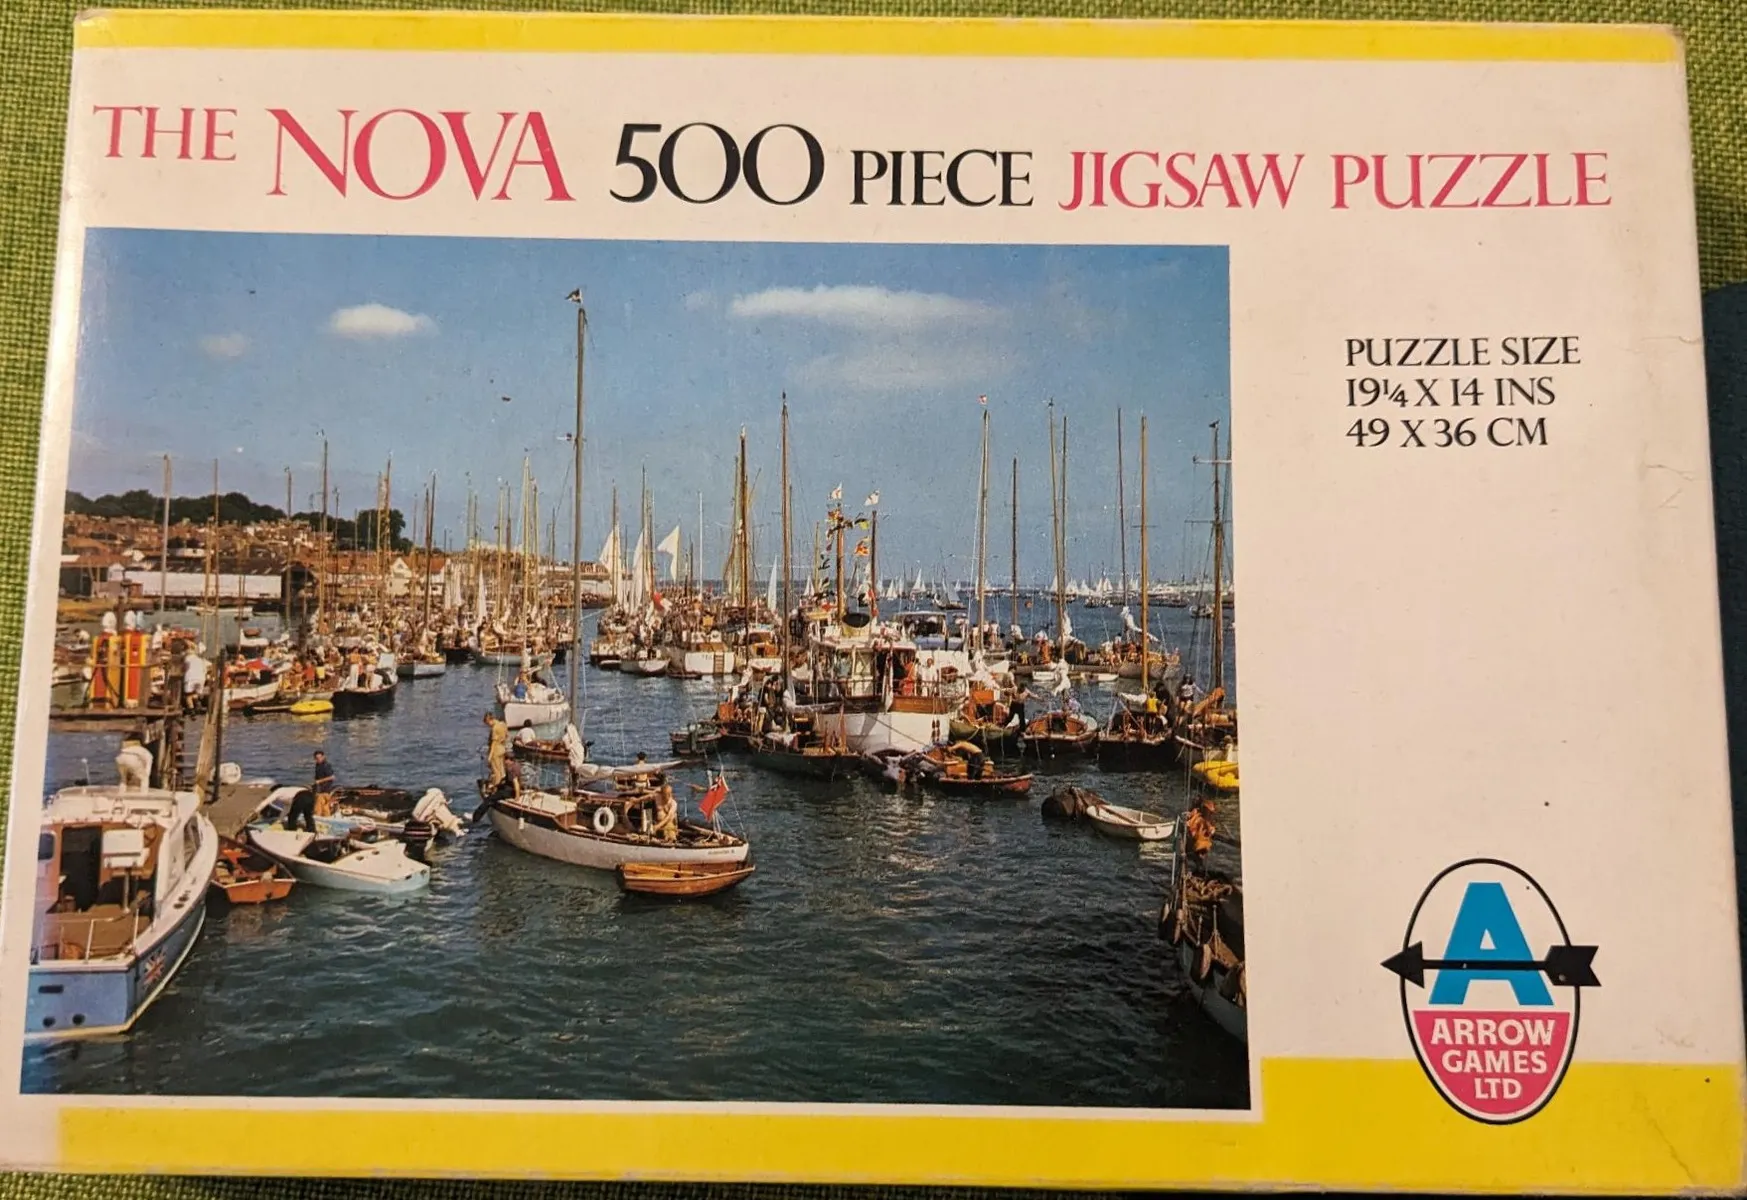 THE NOVA 500 PIECE JIGSAW PUZZLE
PUZZLE SIZE
19¼ X 14 INS
49 X 36 CM
A
ARROW
GAMES
LTD